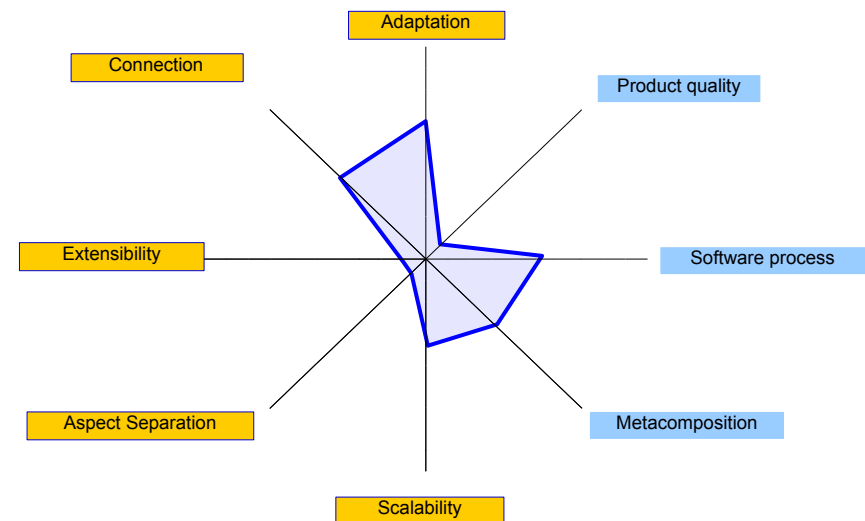 Adaptation
Connection
Product quality
Extensibility
Software process
Aspect Separation
Metacomposition
Scalability